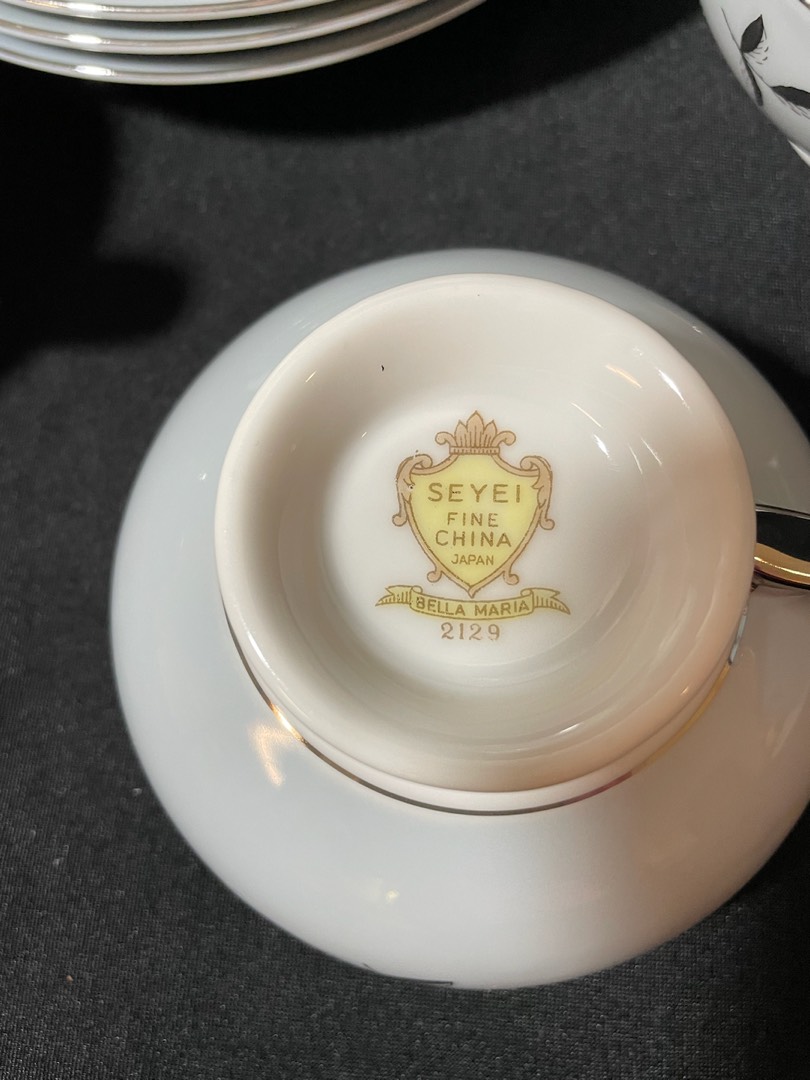 SEYEI
FINE
CHINA
JAPAN
BELLA MARIA
2129